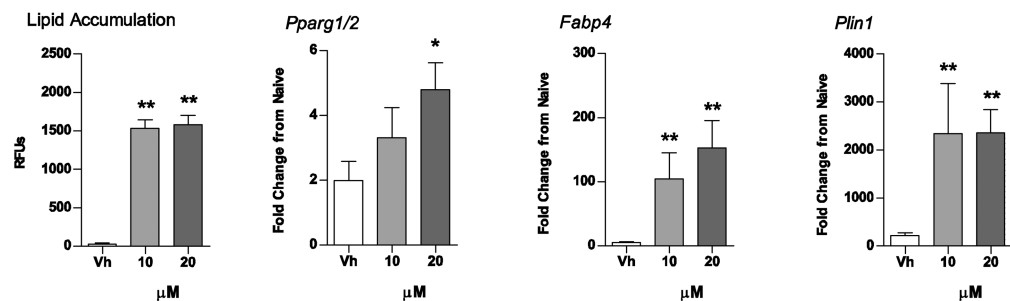 Lipid Accumulation
RFUs
2500
2000
1500
1000
500
0
**
**
Vh
10
20
μM
Pparg1/2
Fold Change from Naive
6
4
2
0
*
Vh
10
20
μM
Fabp4
Fold Change from Naive
300
200
100
0
**
**
Vh
10
20
μM
Plin1
Fold Change from Naive
4000
3000
2000
1000
0
**
**
Vh
10
20
μM